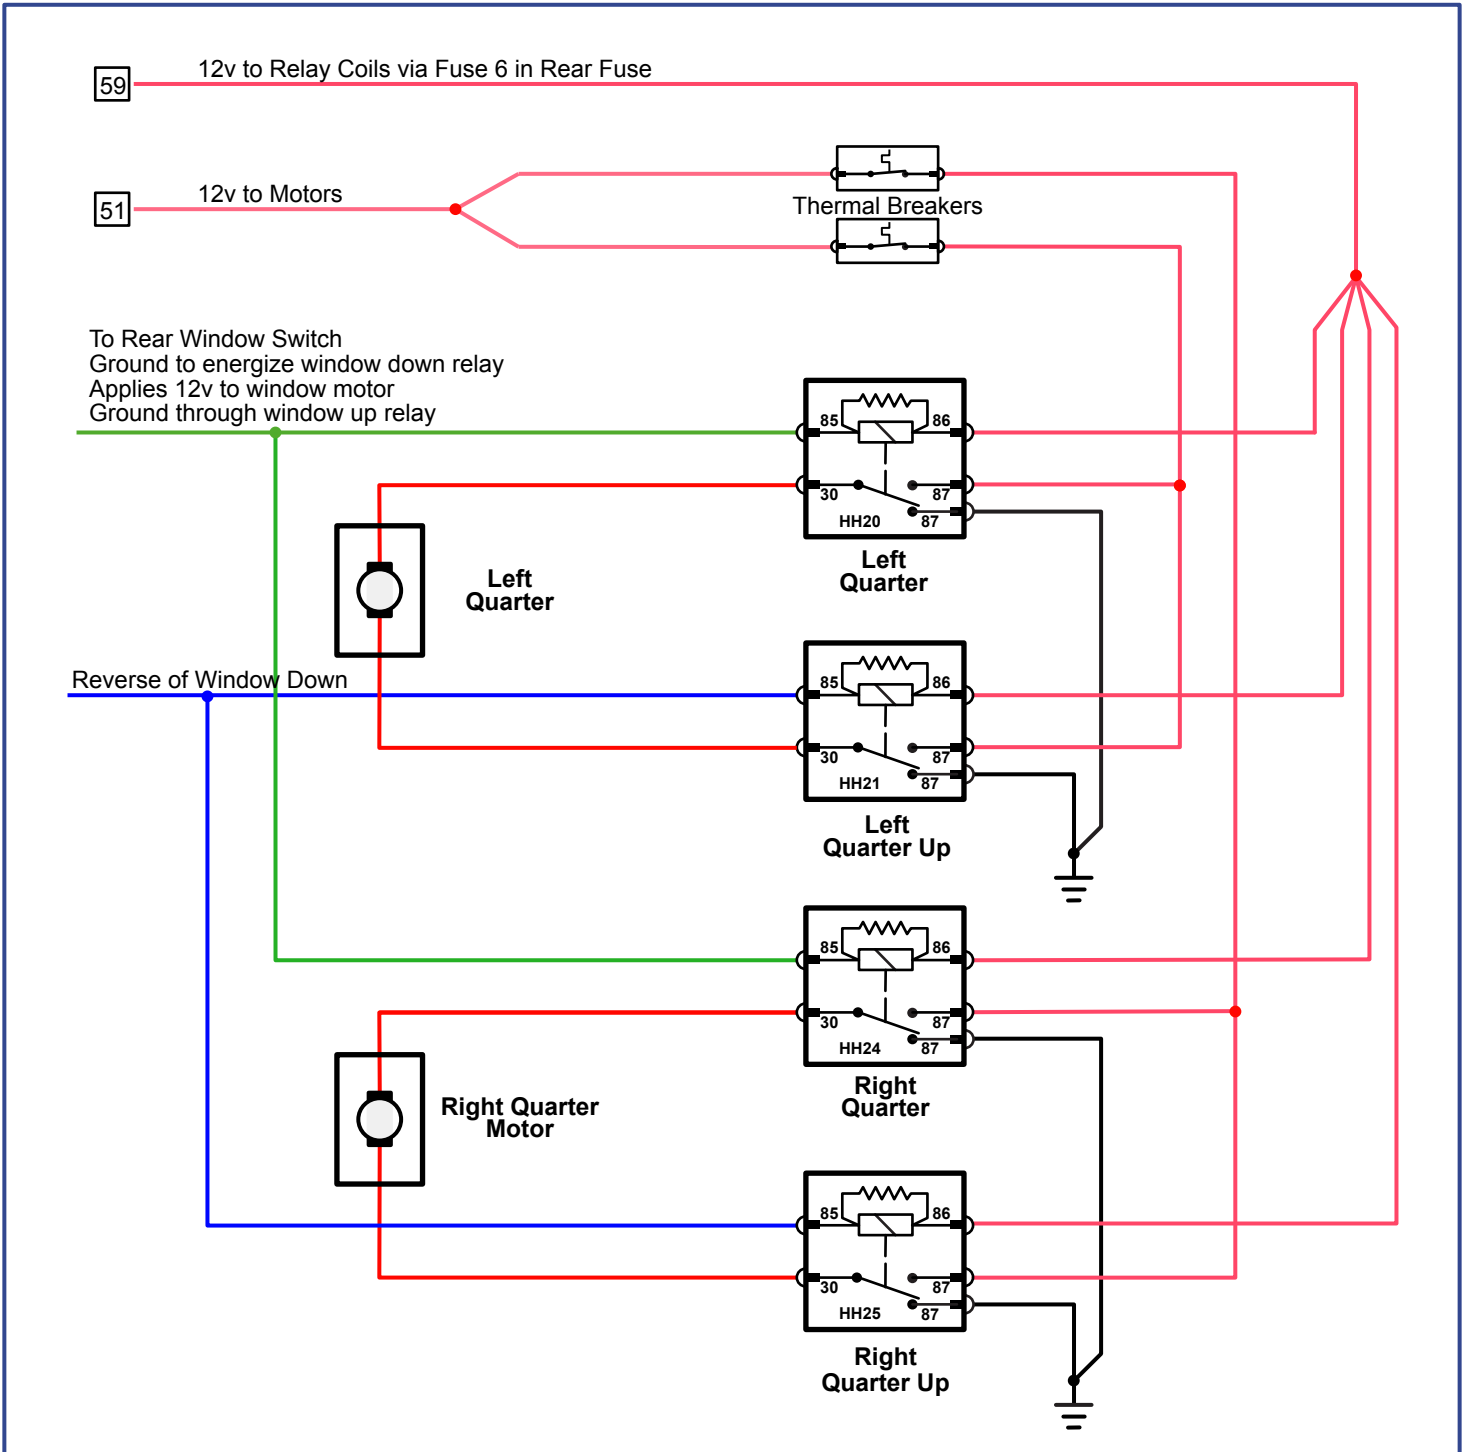 59
12v to Relay Coils via Fuse 6 in Rear Fuse
51
12v to Motors
Thermal Breakers
To Rear Window Switch
Ground to energize window down relay
Applies 12v to window motor
Ground through window up relay
85
86
30
87
HH20
87
Left
Quarter
Left
Quarter
Reverse of Window Down
85
86
30
87
HH21
87
Left
Quarter Up
85
86
30
87
HH24
87
Right
Quarter
Right Quarter
Motor
85
86
30
87
HH25
87
Right
Quarter Up